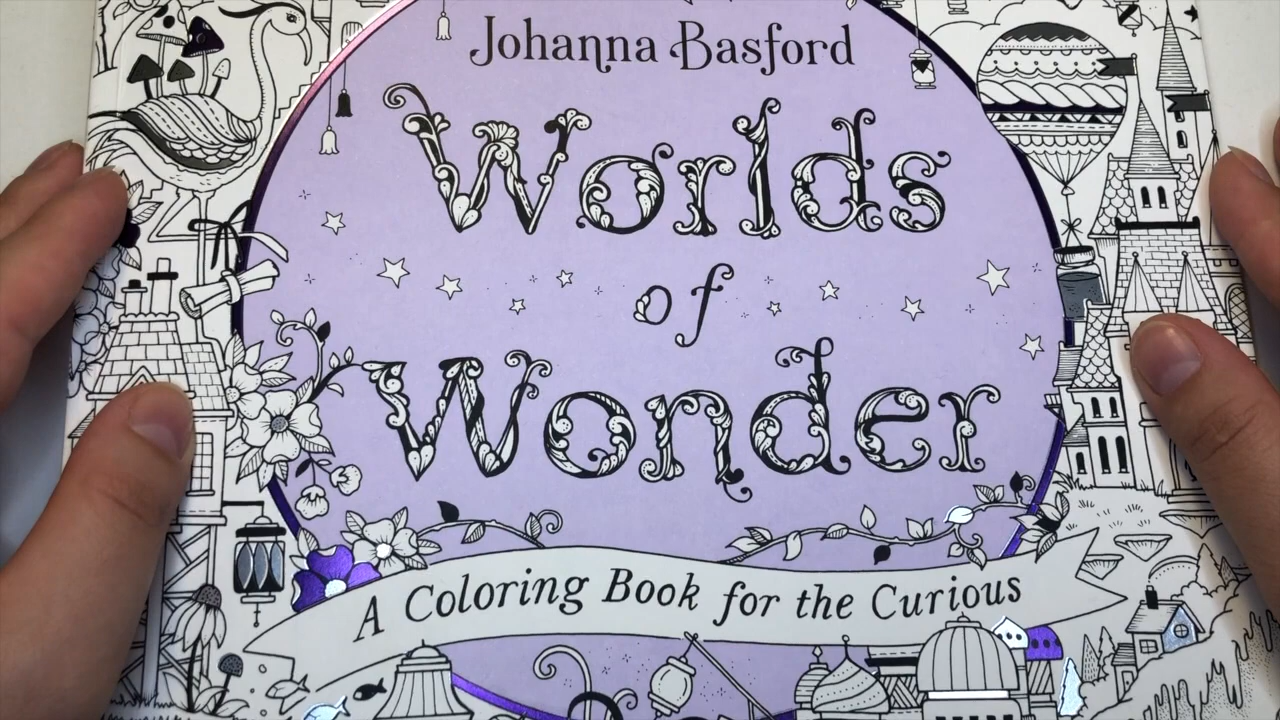 Johanna Basford
Worlds
of
Wonder
A Coloring Book for the Curious